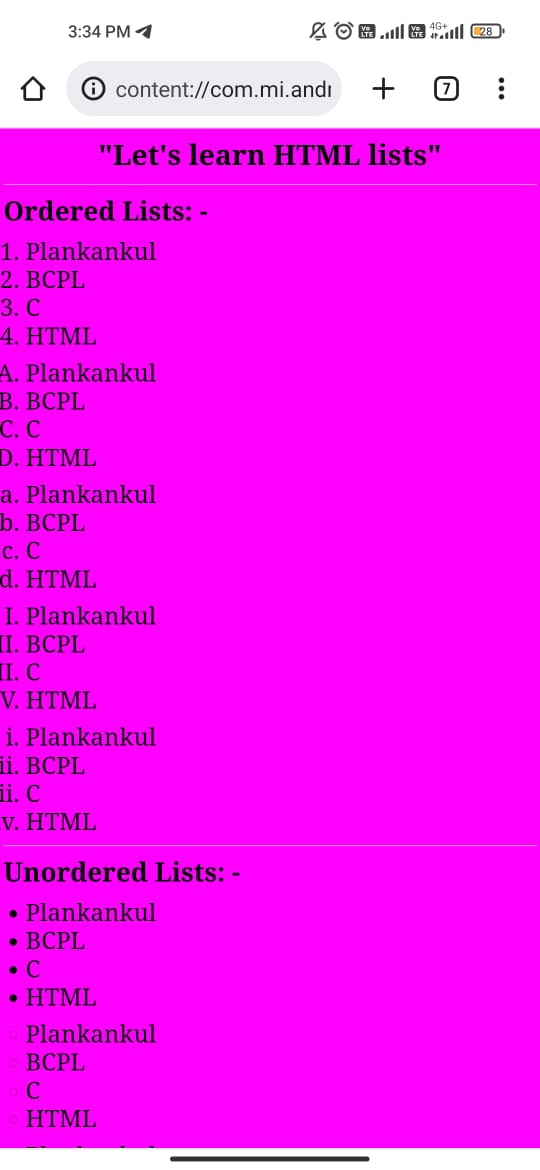 3:34 PM
Vo LTE Vo LTE 4G+ 28
content://com.mi.andr
7
"Let's learn HTML lists"
Ordered Lists: -
1. Plankankul
2. BCPL
3. C
4. HTML
A. Plankankul
B. BCPL
C. C
D. HTML
a. Plankankul
b. BCPL
c. C
d. HTML
I. Plankankul
II. BCPL
II. C
V. HTML
i. Plankankul
ii. BCPL
ii. C
v. HTML
Unordered Lists: -
• Plankankul
• BCPL
• C
• HTML
○ Plankankul
○ BCPL
○ C
○ HTML